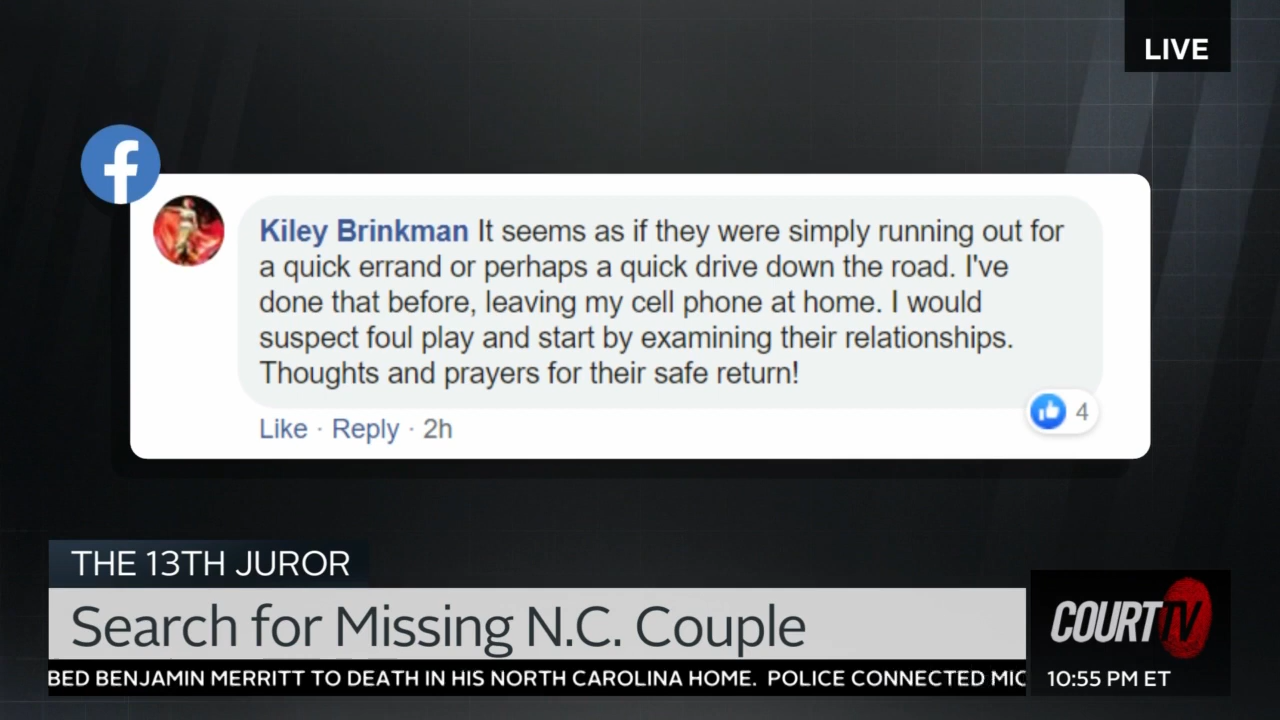 LIVE
f
Kiley Brinkman It seems as if they were simply running out for
a quick errand or perhaps a quick drive down the road. I've
done that before, leaving my cell phone at home. I would
suspect foul play and start by examining their relationships.
Thoughts and prayers for their safe return!
Like · Reply · 2h
4
THE 13TH JUROR
Search for Missing N.C. Couple
COURT TV
BED BENJAMIN MERRITT TO DEATH IN HIS NORTH CAROLINA HOME. POLICE CONNECTED MIC
10:55 PM ET